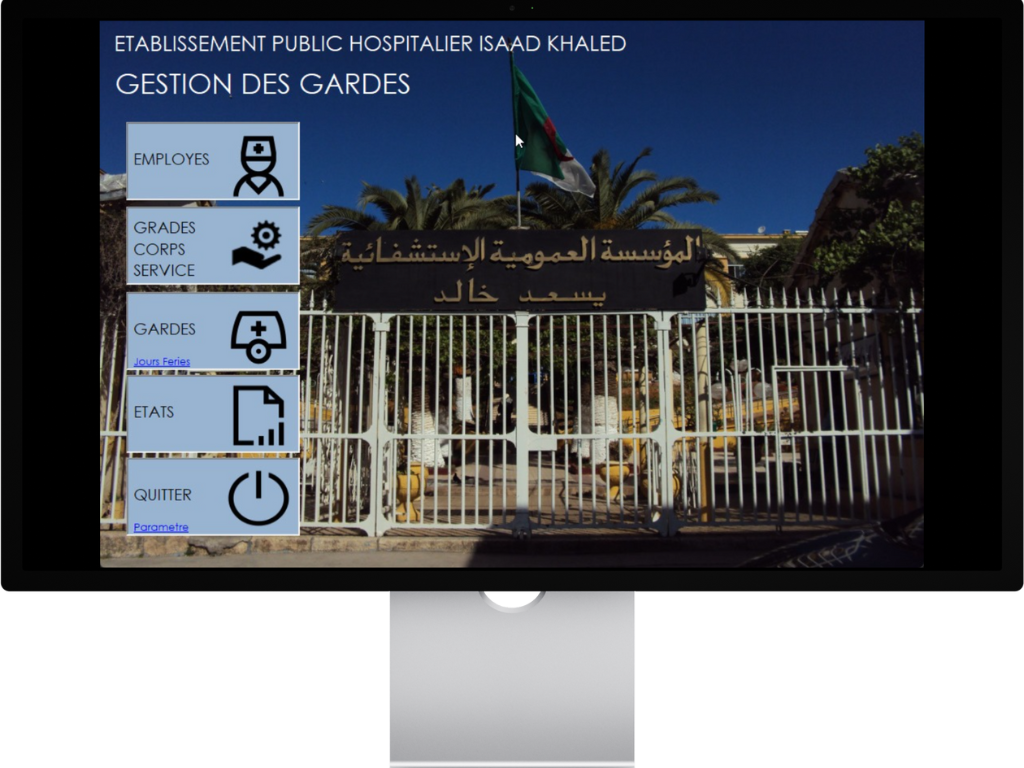 ETABLISSEMENT PUBLIC HOSPITALIER ISAAD KHALED
GESTION DES GARDES
EMPLOYES
GRADES
CORPS
SERVICE
GARDES
Jours Feries
ETATS
QUITTER
Parametre
المؤسسة العمومية الإستشفائية
يسعد خالد